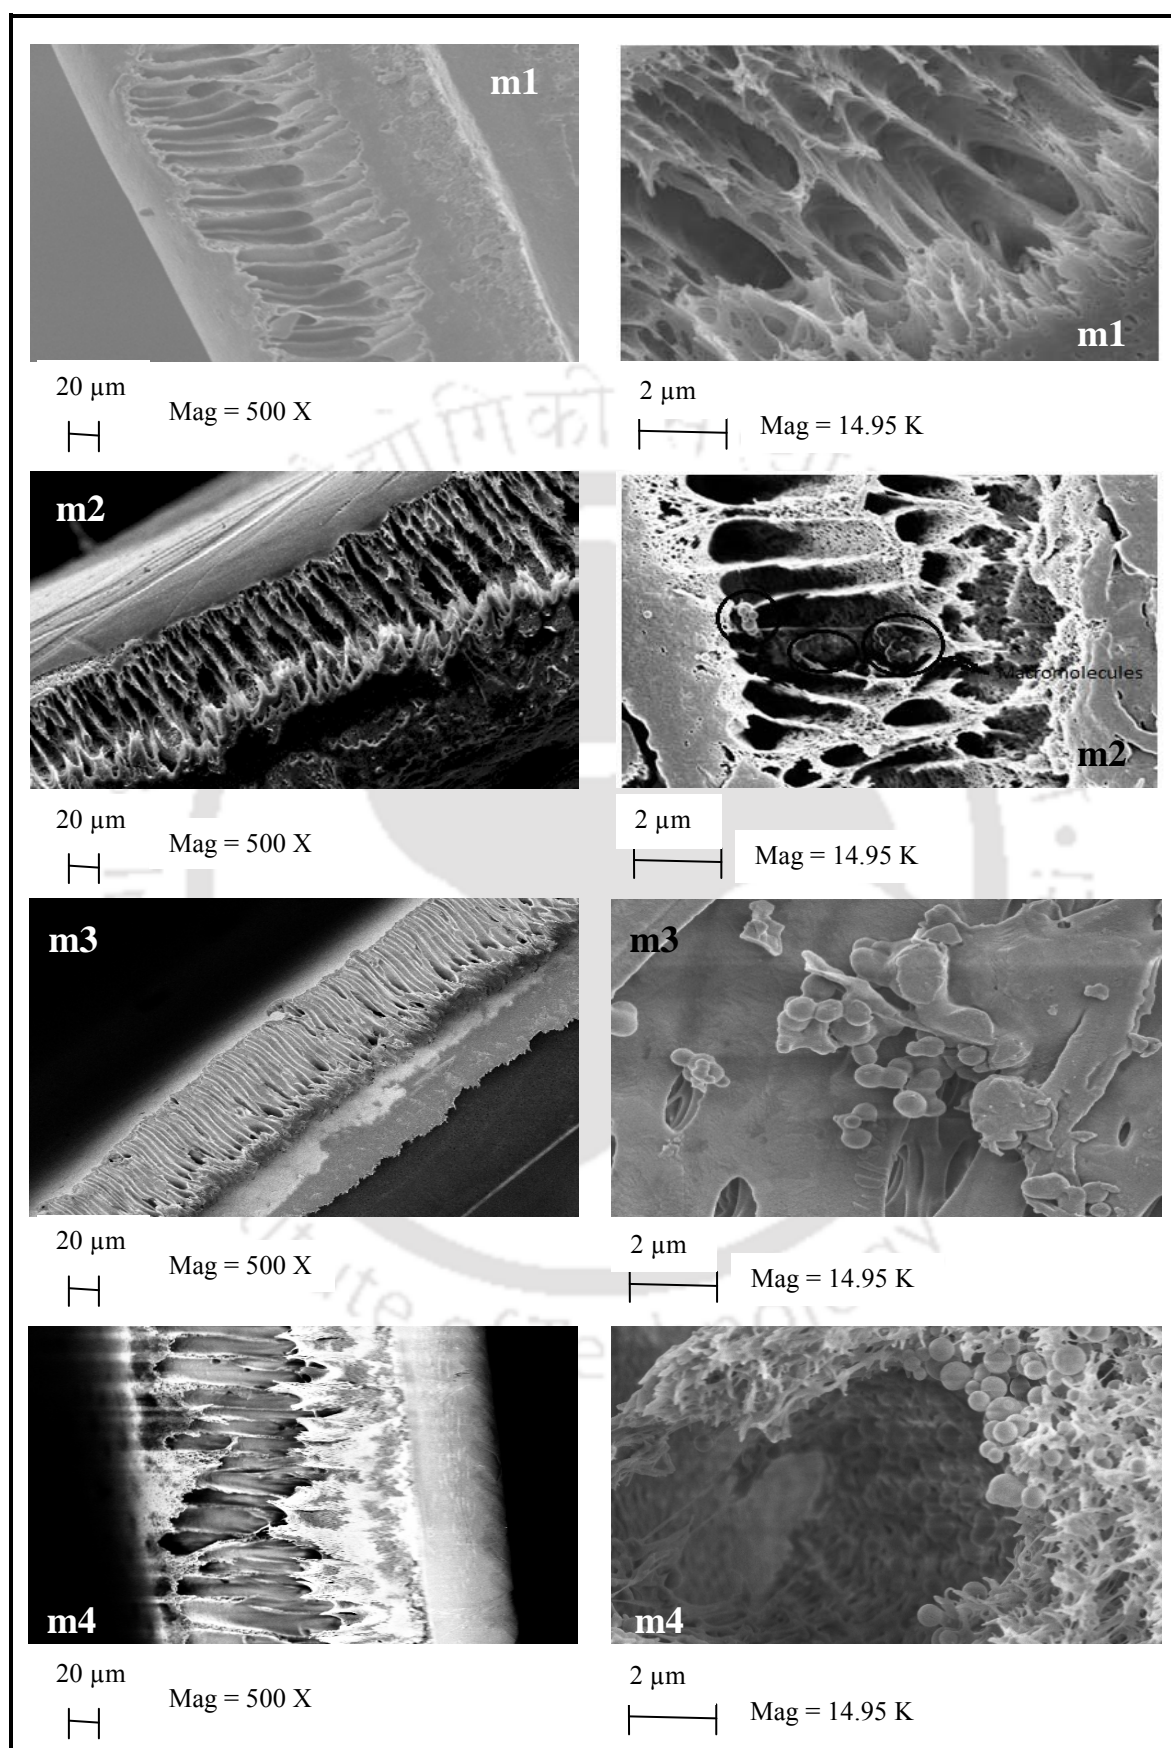 m1
m1
20 µm
Mag = 500 X
2 µm
Mag = 14.95 K
m2
Macromolecules
m2
20 µm
Mag = 500 X
2 µm
Mag = 14.95 K
m3
m3
20 µm
Mag = 500 X
2 µm
Mag = 14.95 K
m4
m4
20 µm
Mag = 500 X
2 µm
Mag = 14.95 K